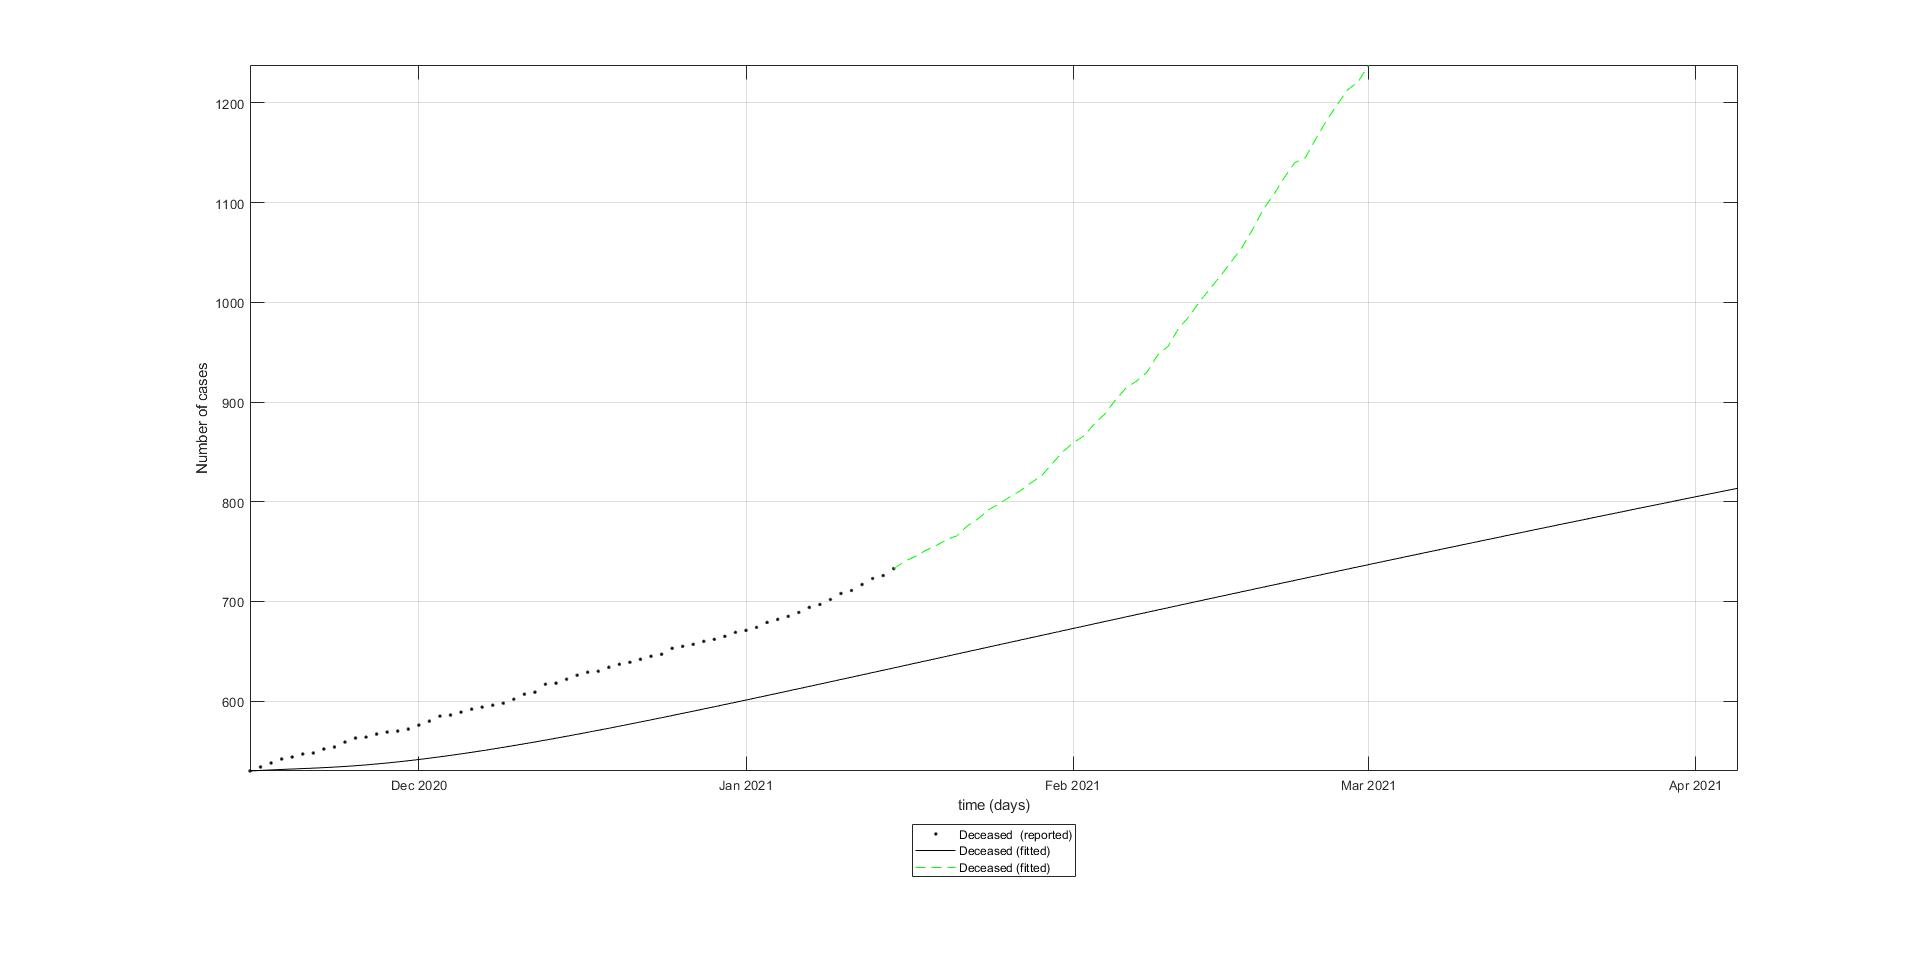 1200
1100
1000
900
800
700
600
Number of cases
Dec 2020 Jan 2021 Feb 2021 Mar 2021 Apr 2021
time (days)
Deceased (reported)
Deceased (fitted)
Deceased (fitted)